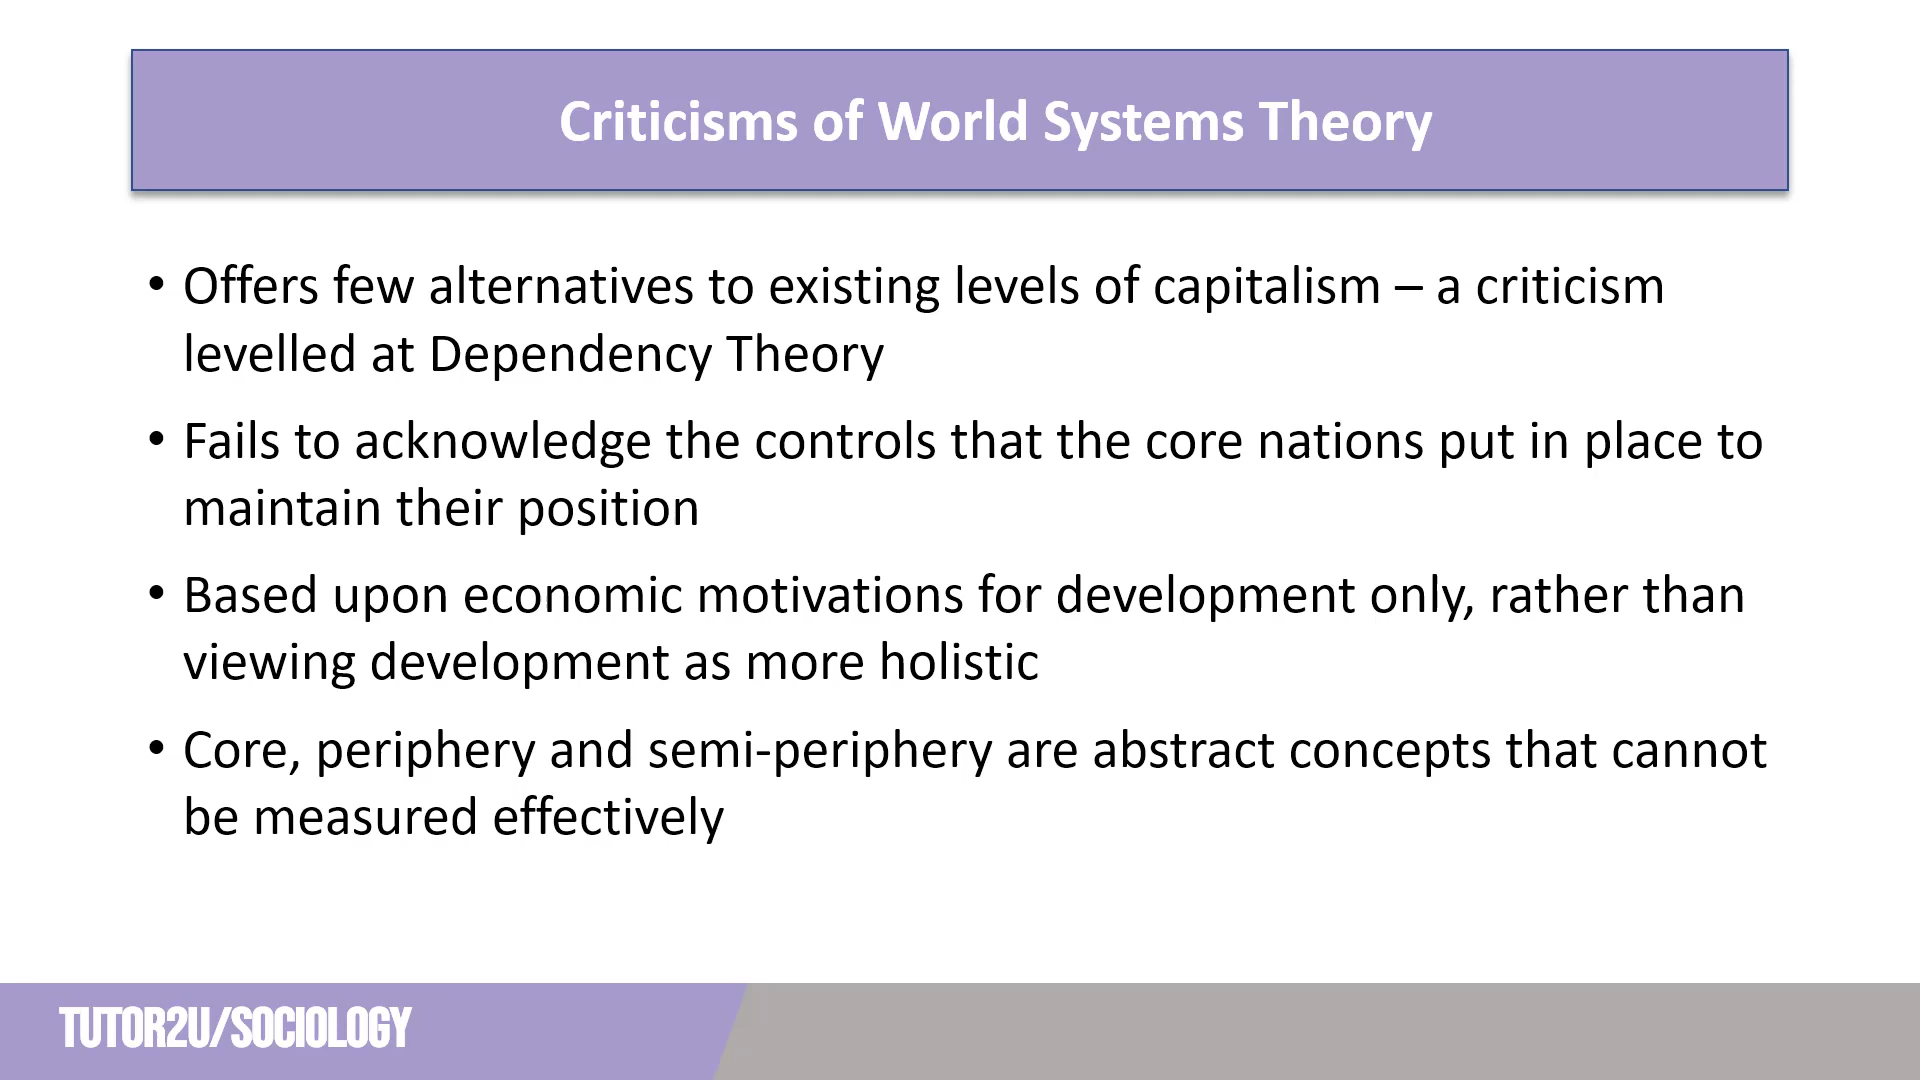 Criticisms of World Systems Theory
• Offers few alternatives to existing levels of capitalism – a criticism
levelled at Dependency Theory
• Fails to acknowledge the controls that the core nations put in place to
maintain their position
• Based upon economic motivations for development only, rather than
viewing development as more holistic
• Core, periphery and semi-periphery are abstract concepts that cannot
be measured effectively
TUTOR2U/SOCIOLOGY